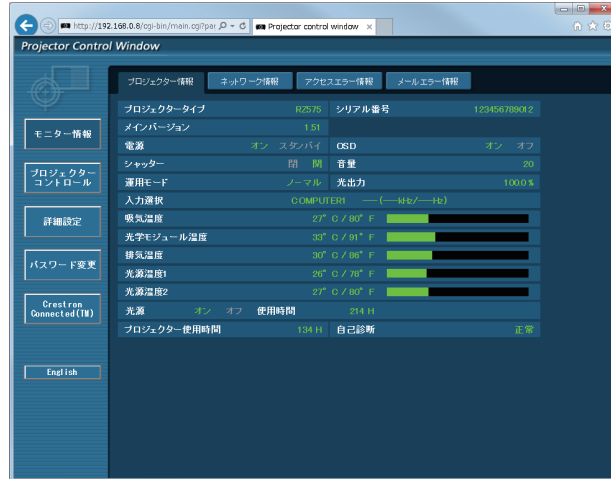 http://192.168.0.8/cgi-bin/main.cgi?par
Projector control window
Projector Control Window
プロジェクター情報 ネットワーク情報 アクセスエラー情報 メールエラー情報
モニター情報
プロジェクター
コントロール
詳細設定
パスワード変更
Crestron
Connected(TM)
English
プロジェクタータイプ RZ575 シリアル番号 123456789012
メインバージョン 1.51
電源 オン スタンバイ OSD オン オフ
シャッター 閉 開 音量 20
運用モード ノーマル 光出力 100.0%
入力選択 COMPUTER1 ---(---kHz/---Hz)
吸気温度 27° C / 80° F
光学モジュール温度 33° C / 91° F
排気温度 30° C / 86° F
光源温度1 26° C / 78° F
光源温度2 27° C / 80° F
光源 オン オフ 使用時間 214 H
プロジェクター使用時間 134 H 自己診断 正常